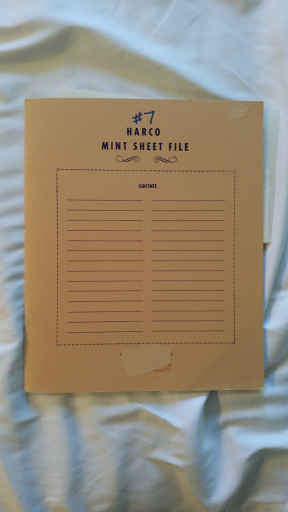 #7
HARCO
MINT SHEET FILE
CONTENTS